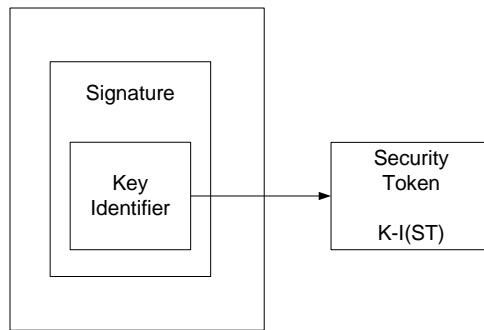 Signature
Key
Identifier
Security
Token
K-I(ST)